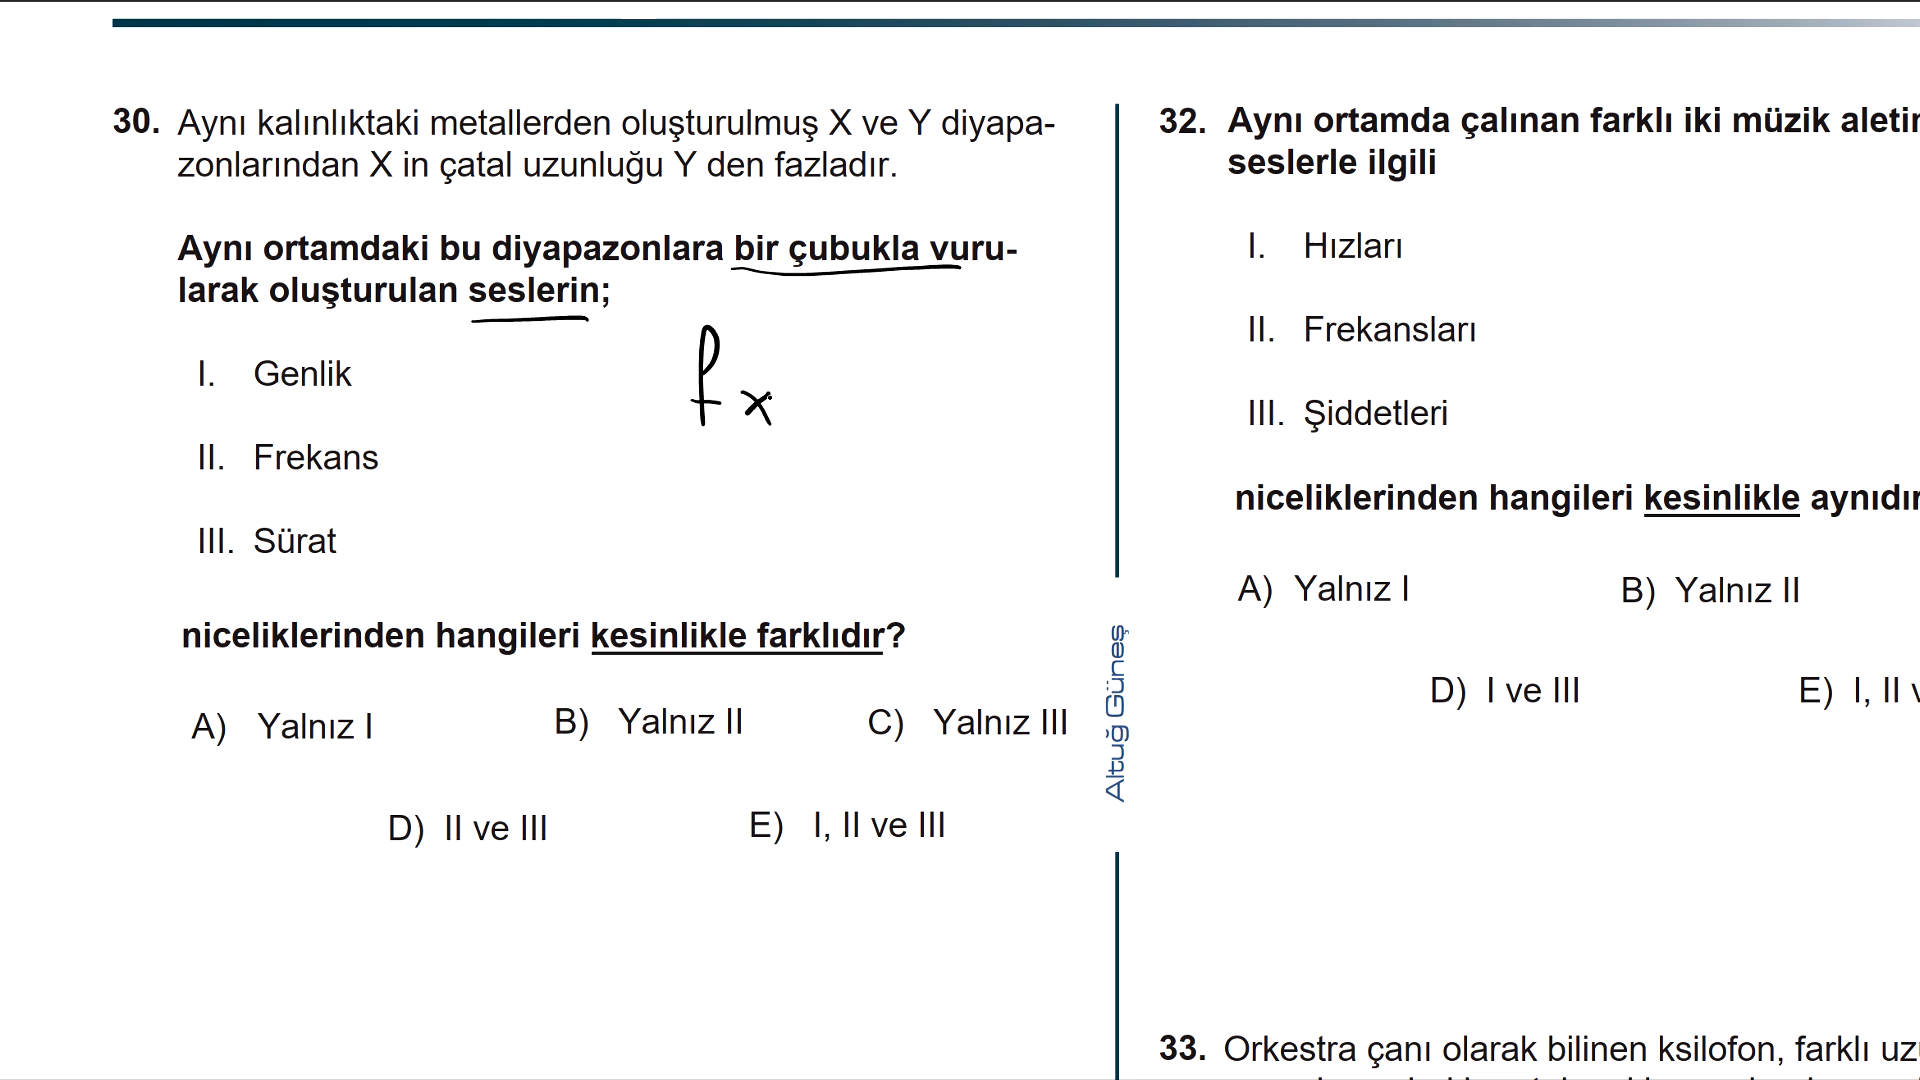 30. Aynı kalınlıktaki metallerden oluşturulmuş X ve Y diyapa-
zonlarından X in çatal uzunluğu Y den fazladır.
Aynı ortamdaki bu diyapazonlara bir çubukla vuru-
larak oluşturulan seslerin;
f x
I. Genlik
II. Frekans
III. Sürat
niceliklerinden hangileri kesinlikle farklıdır?
A) Yalnız I
B) Yalnız II
C) Yalnız III
D) II ve III
E) I, II ve III
Altuğ Güneş
32. Aynı ortamda çalınan farklı iki müzik
seslerle ilgili
I. Hızları
II. Frekansları
III. Şiddetleri
niceliklerinden hangileri kesinlikle
A) Yalnız I
B) Yalnız II
D) I ve III
E) I, II
33. Orkestra çanı olarak bilinen ksilofon, farklı